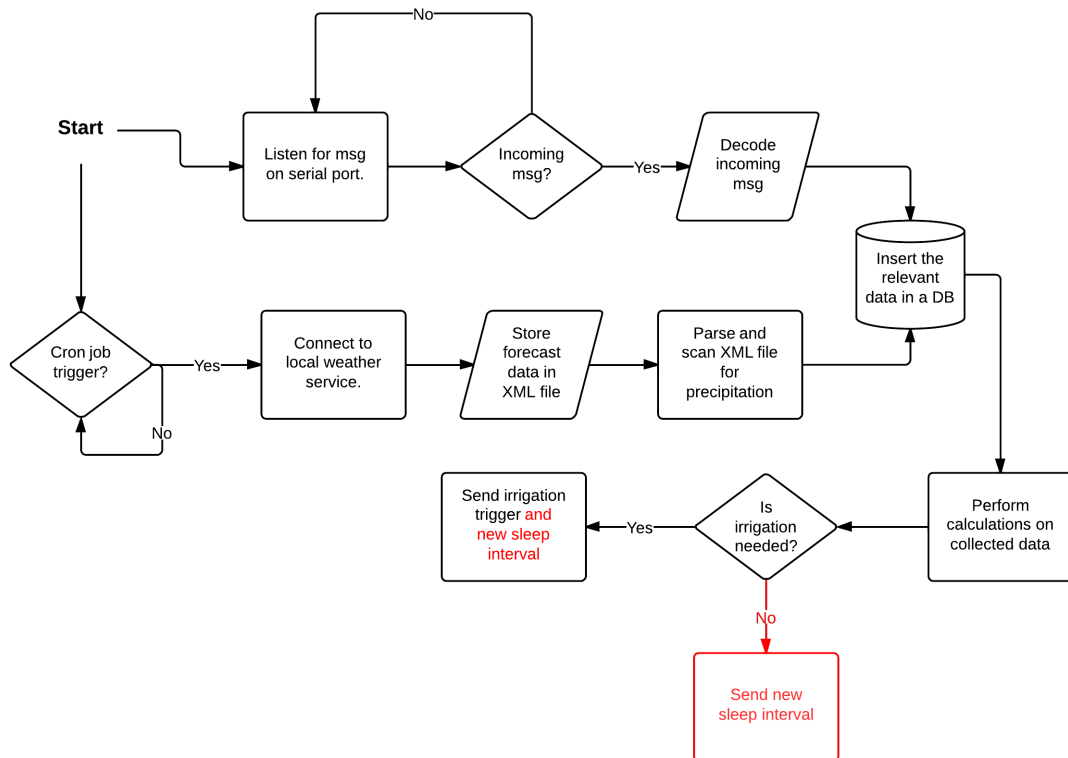 No
Start
Listen for msg
on serial port.
Incoming
msg?
Yes
Decode
incoming
msg
Insert the
relevant
data in a DB
Cron job
trigger?
Yes
No
Connect to
local weather
service.
Store
forecast
data in
XML file
Parse and
scan XML file
for
precipitation
Send irrigation
trigger and
new sleep
interval
Yes
Is
irrigation
needed?
Perform
calculations on
collected data
No
Send new
sleep interval